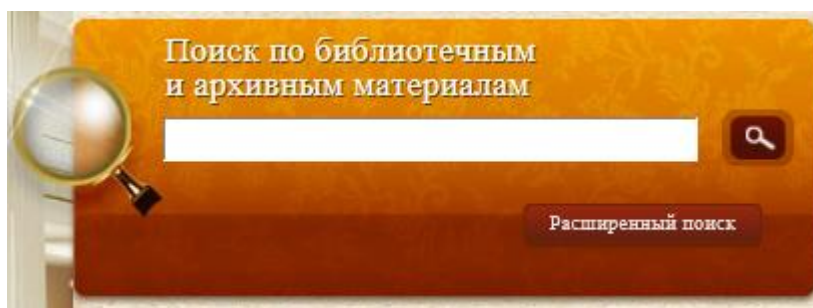 Поиск по библиотечным
и архивным материалам
Расширенный поиск